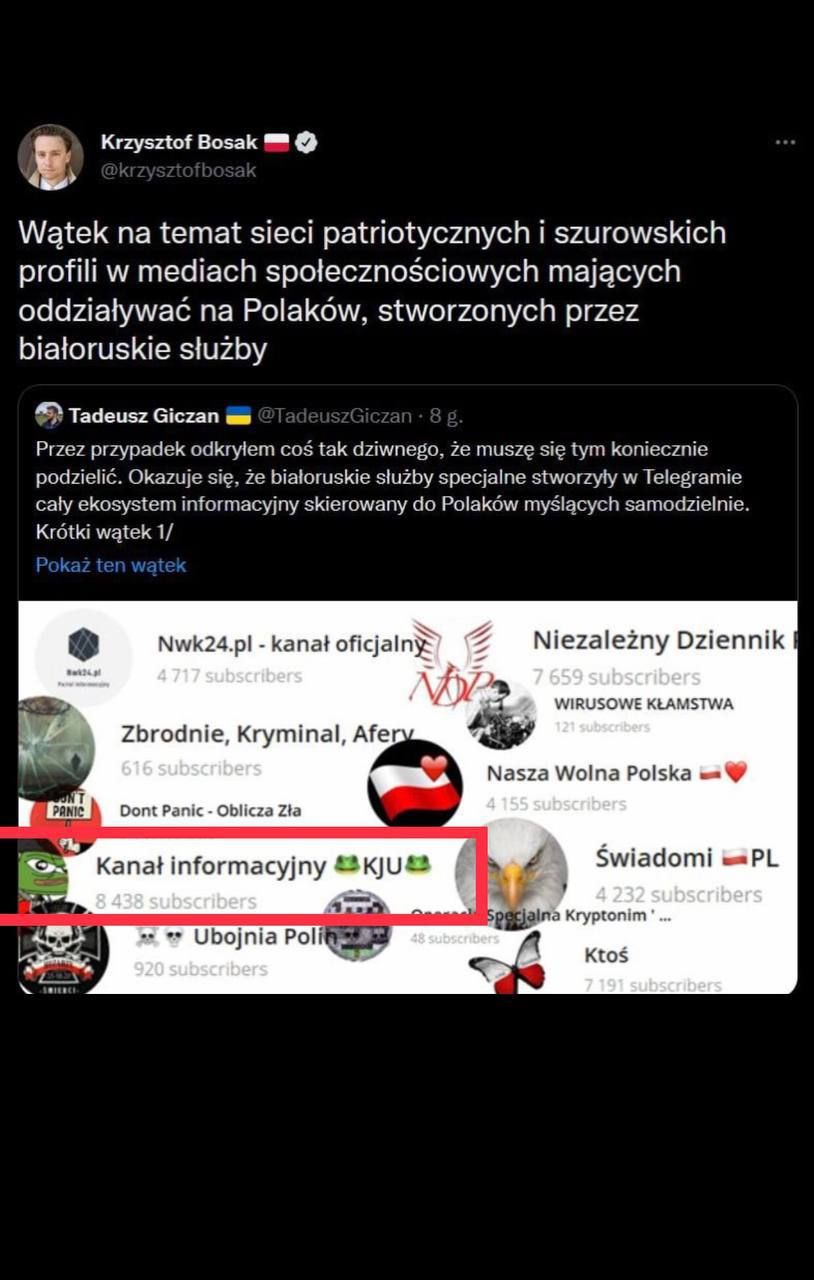 Krzysztof Bosak 🇵🇱
@krzysztofbosak
Wątek na temat sieci patriotycznych i szurowskich
profili w mediach społecznościowych mających
oddziaływać na Polaków, stworzonych przez
białoruskie służby
Tadeusz Giczan 🇺🇦 @TadeuszGiczan · 8 g.
Przez przypadek odkryłem coś tak dziwnego, że muszę się tym koniecznie
podzielić. Okazuje się, że białoruskie służby specjalne stworzyły w Telegramie
cały ekosystem informacyjny skierowany do Polaków myślących samodzielnie.
Krótki wątek 1/
Pokaż ten wątek
Nwk24.pl
Nwk24.pl - kanał oficjalny
4 717 subscribers
NDP
Niezależny Dziennik
7 659 subscribers
WIRUSOWE KŁAMSTWA
121 subscribers
Zbrodnie, Kryminal, Afery
616 subscribers
Nasza Wolna Polska 🇵🇱❤️
4 155 subscribers
DON'T
PANIC
Dont Panic - Oblicza Zła
Kanał informacyjny 🐸KJU🐸
8 438 subscribers
Świadomi 🇵🇱PL
4 232 subscribers
Specjalna Kryptonim ' ...
48 subscribers
☠️💀 Ubojnia Polin
920 subscribers
Ktoś
7 191 subscribers